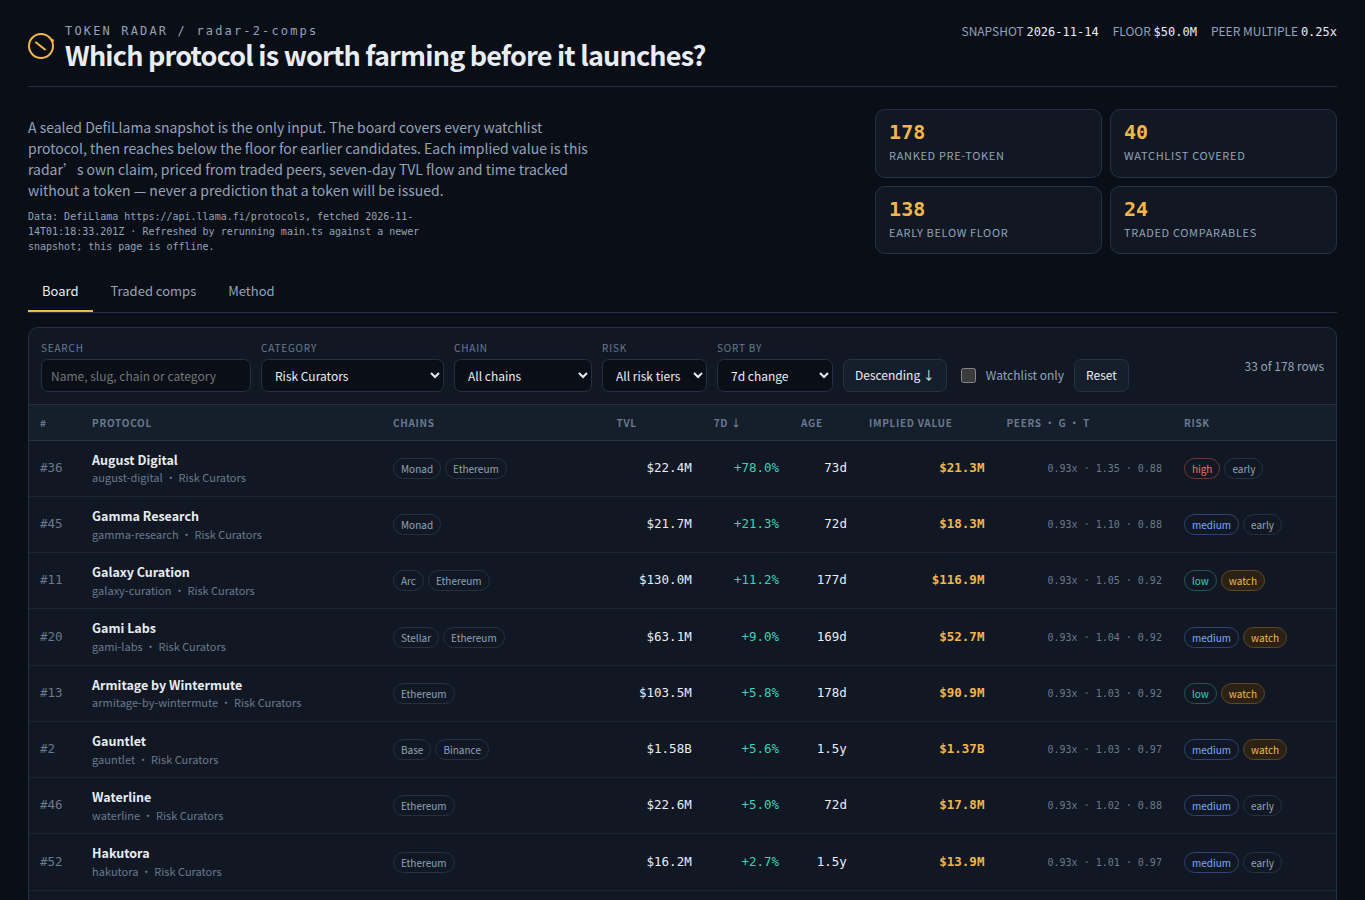 TOKEN RADAR / radar-2-comps
Which protocol is worth farming before it launches?
SNAPSHOT 2026-11-14 FLOOR $50.0M PEER MULTIPLE 0.25x
A sealed DefiLlama snapshot is the only input. The board covers every watchlist
protocol, then reaches below the floor for earlier candidates. Each implied value is this
radar’s own claim, priced from traded peers, seven-day TVL flow and time tracked
without a token — never a prediction that a token will be issued.
Data: DefiLlama https://api.llama.fi/protocols, fetched 2026-11-
14T01:18:33.201Z · Refreshed by rerunning main.ts against a newer
snapshot; this page is offline.
178
RANKED PRE-TOKEN
40
WATCHLIST COVERED
138
EARLY BELOW FLOOR
24
TRADED COMPARABLES
Board Traded comps Method
SEARCH CATEGORY CHAIN RISK SORT BY
Name, slug, chain or category Risk Curators All chains All risk tiers 7d change Descending ↓ Watchlist only Reset 33 of 178 rows
# PROTOCOL CHAINS TVL 7D ↓ AGE IMPLIED VALUE PEERS · G · T RISK
#36 August Digital Monad Ethereum $22.4M +78.0% 73d $21.3M 0.93x · 1.35 · 0.88 high early
august-digital · Risk Curators
#45 Gamma Research Monad $21.7M +21.3% 72d $18.3M 0.93x · 1.10 · 0.88 medium early
gamma-research · Risk Curators
#11 Galaxy Curation Arc Ethereum $130.0M +11.2% 177d $116.9M 0.93x · 1.05 · 0.92 low watch
galaxy-curation · Risk Curators
#20 Gami Labs Stellar Ethereum $63.1M +9.0% 169d $52.7M 0.93x · 1.04 · 0.92 medium watch
gami-labs · Risk Curators
#13 Armitage by Wintermute Ethereum $103.5M +5.8% 178d $90.9M 0.93x · 1.03 · 0.92 low watch
armitage-by-wintermute · Risk Curators
#2 Gauntlet Base Binance $1.58B +5.6% 1.5y $1.37B 0.93x · 1.03 · 0.97 medium watch
gauntlet · Risk Curators
#46 Waterline Ethereum $22.6M +5.0% 72d $17.8M 0.93x · 1.02 · 0.88 medium early
waterline · Risk Curators
#52 Hakutora Ethereum $16.2M +2.7% 1.5y $13.9M 0.93x · 1.01 · 0.97 medium early
hakutora · Risk Curators